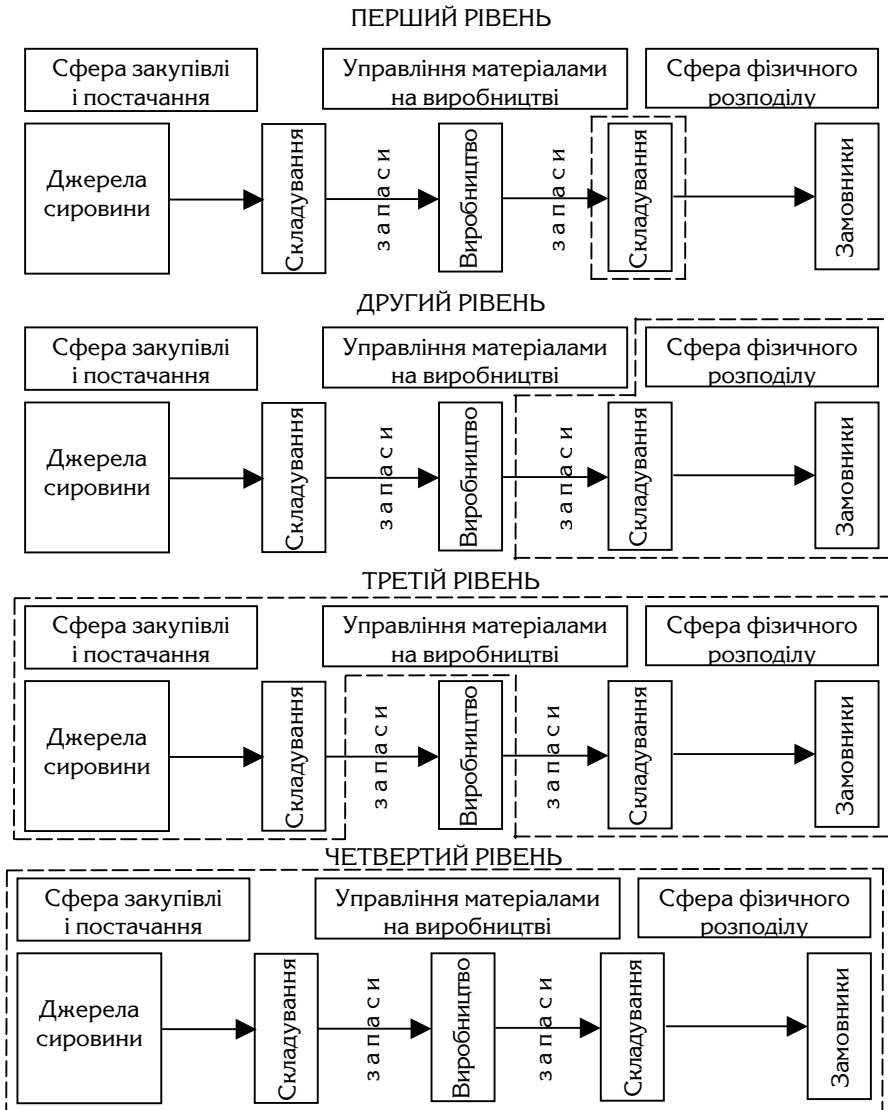 ПЕРШИЙ РІВЕНЬ
Сфера закупівлі
і постачання
Управління матеріалами
на виробництві
Сфера фізичного
розподілу
Джерела
сировини
Складування
з а п а с и
Виробництво
з а п а с и
Складування
Замовники
ДРУГИЙ РІВЕНЬ
Сфера закупівлі
і постачання
Управління матеріалами
на виробництві
Сфера фізичного
розподілу
Джерела
сировини
Складування
з а п а с и
Виробництво
з а п а с и
Складування
Замовники
ТРЕТІЙ РІВЕНЬ
Сфера закупівлі
і постачання
Управління матеріалами
на виробництві
Сфера фізичного
розподілу
Джерела
сировини
Складування
з а п а с и
Виробництво
з а п а с и
Складування
Замовники
ЧЕТВЕРТИЙ РІВЕНЬ
Сфера закупівлі
і постачання
Управління матеріалами
на виробництві
Сфера фізичного
розподілу
Джерела
сировини
Складування
з а п а с и
Виробництво
з а п а с и
Складування
Замовники